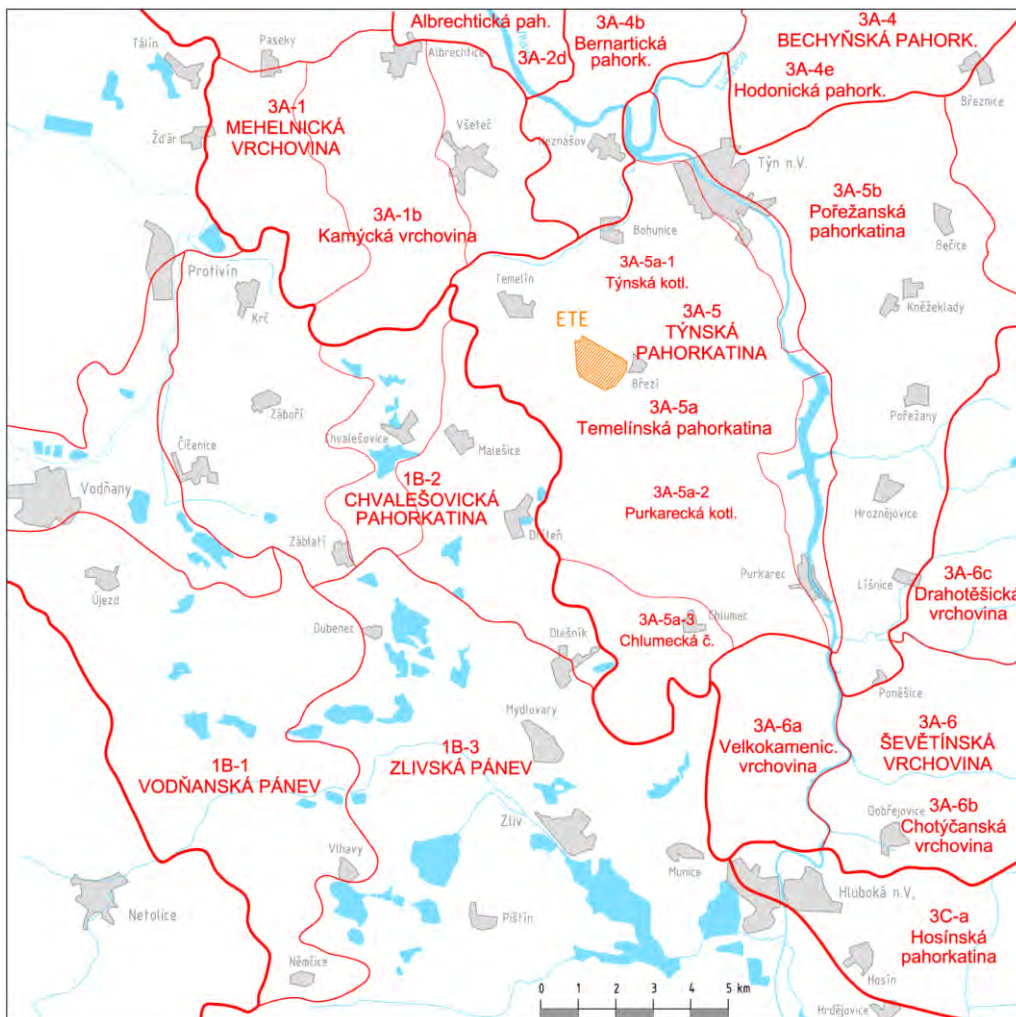 Albrechtická pah.
3A-2d
3A-4b
Bernartická
pahork.
3A-4
BECHYŇSKÁ PAHORK.
3A-4e
Hodonická pahork.
Tálín
Paseky
Albrechtice
Březnice
3A-1
MEHELNICKÁ
VRCHOVINA
Žďár
Všeteč
Neznašov
Týn n.V.
3A-5b
Pořežanská
pahorkatina
3A-1b
Kamýcká vrchovina
Bohunice
Bečice
Protivín
Krč
Temelín
3A-5a-1
Týnská kotl.
Kněžeklady
ETE
3A-5
TÝNSKÁ
PAHORKATINA
Březí
Záboří
Pořežany
3A-5a
Temelínská pahorkatina
Chvalešovice
Malešice
Číčenice
Vodňany
1B-2
CHVALEŠOVICKÁ
PAHORKATINA
3A-5a-2
Purkarecká kotl.
Hroznějovice
Dříteň
Záblatí
Újezd
Purkarec
Líšnice
3A-6c
Drahotěšická
vrchovina
Dubenec
3A-5a-3
Chlumecká č.
Chlumec
Olešník
Poněšice
Mydlovary
3A-6a
Velkokamenic.
vrchovina
3A-6
ŠEVĚTÍNSKÁ
VRCHOVINA
1B-1
VODŇANSKÁ PÁNEV
1B-3
ZLIVSKÁ PÁNEV
Zliv
Dobřejovice
3A-6b
Chotýčanská
vrchovina
Vlhavy
Munice
Hluboká n.V.
Netolice
Pištín
3C-a
Hosínská
pahorkatina
Němčice
Hosín
Hrdějovice
0 1 2 3 4 5 km